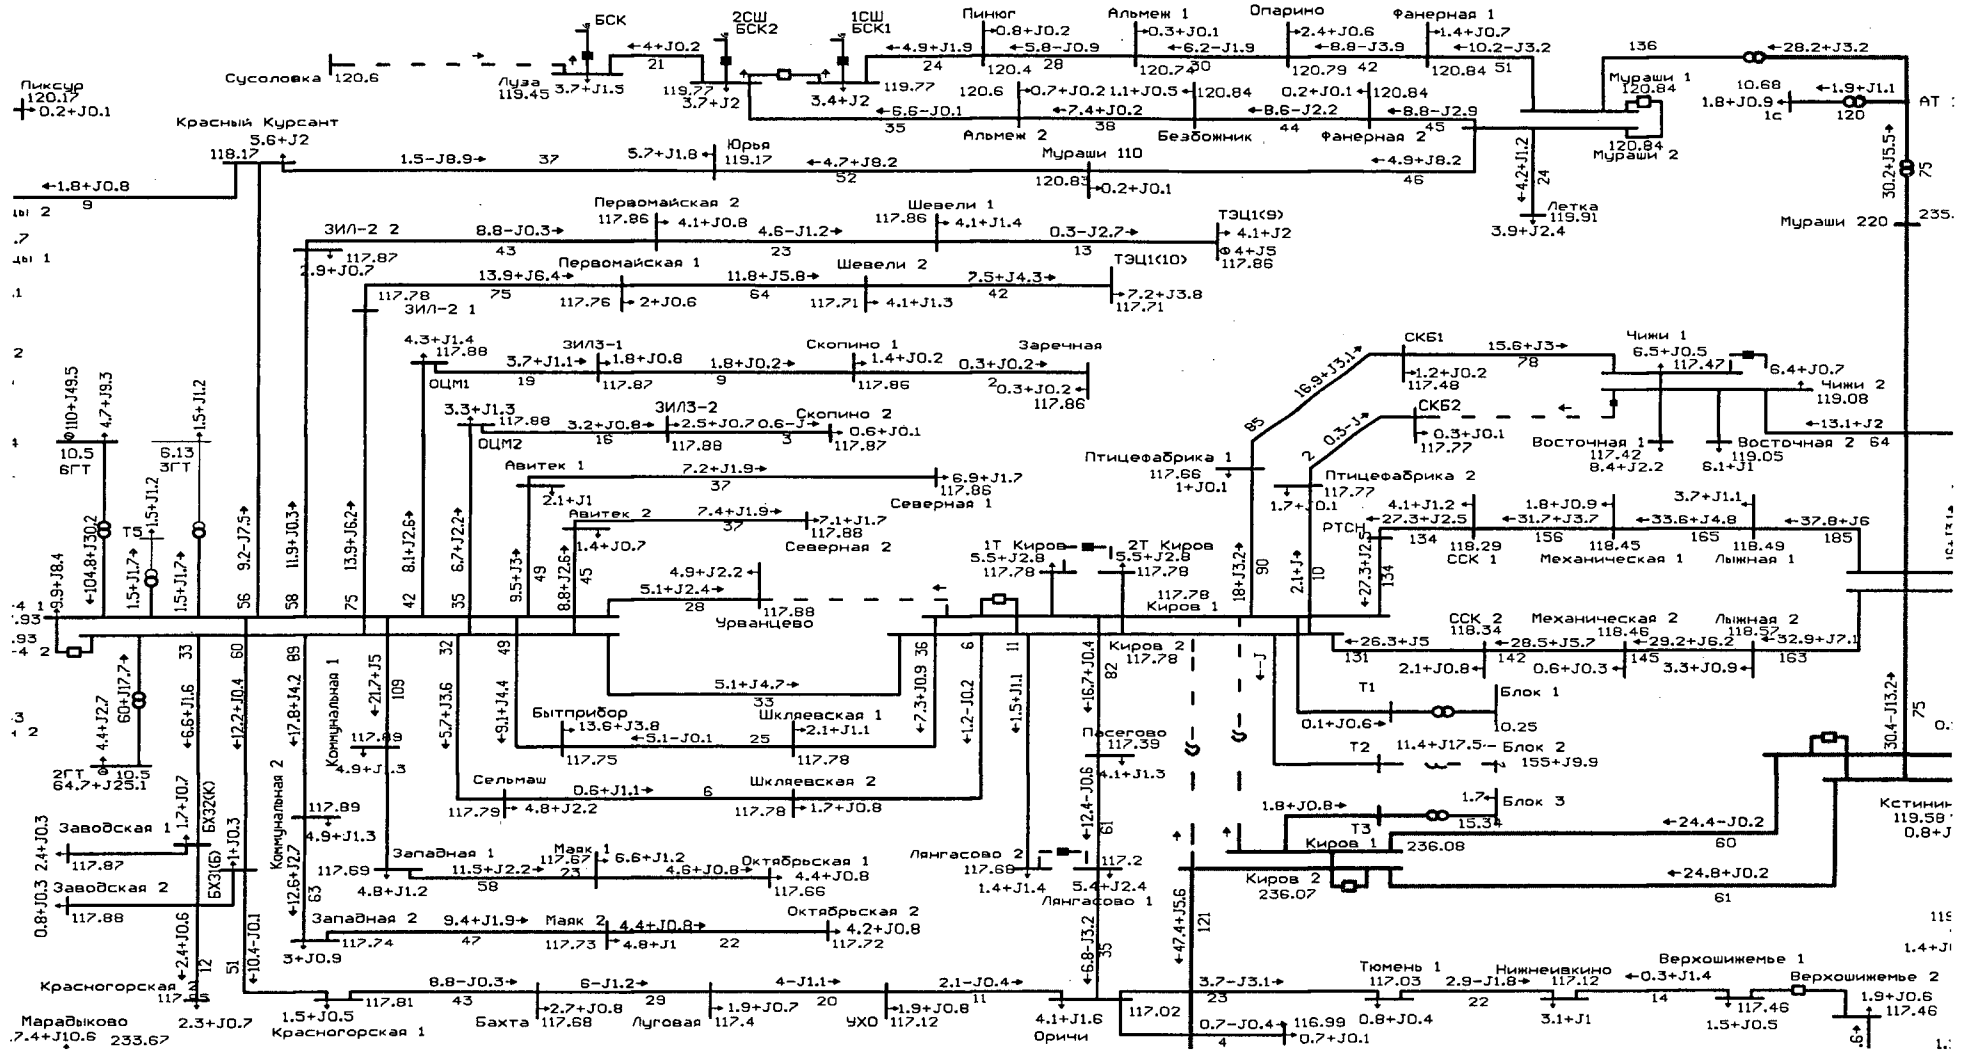 БСК
2СШ
БСК2
1СШ
БСК1
Пинюг
0.8+J0.2
Альмеж 1
0.3+J0.1
Опарино
2.4+J0.6
Фанерная 1
1.4+J0.7
Сусоловка
120.6
4+J0.2
21
Луза
119.45
3.7+J1.5
119.77
3.7+J2
3.4+J2
119.77
4.9+J1.9
24
120.4
5.8-J0.9
28
120.74
6.2-J1.9
30
120.79
8.8-J3.9
42
120.84
10.2-J3.2
51
136
28.2+J3.2
Мураши 1
120.84
10.68
1.8+J0.9
1с
1.9+J1.1
120
АТ
Пиксур
120.17
0.2+J0.1
120.6
0.7+J0.2
1.1+J0.5
120.84
0.2+J0.1
120.84
6.6-J0.1
35
Альмеж 2
7.4+J0.2
38
Безбожник
8.6-J2.2
44
Фанерная 2
8.8-J2.9
45
120.84
Мураши 2
Красный Курсант
5.6+J2
118.17
1.5-J8.9
37
5.7+J1.8
Юрья
119.17
4.7+J8.2
52
Мураши 110
120.83
0.2+J0.1
4.9+J8.2
46
4.2+J1.2
24
Летка
119.91
3.9+J2.4
30.2+J5.5
75
Мураши 220
235.
1.8+J0.8
9
ЗИЛ-2 2
117.87
2.9+J0.7
8.8-J0.3
43
Первомайская 2
117.86
4.1+J0.8
4.6-J1.2
23
Шевели 1
117.86
4.1+J1.4
0.3-J2.7
13
ТЭЦ1(9)
4.1+J2
4+J5
117.86
117.78
ЗИЛ-2 1
13.9+J6.4
75
Первомайская 1
117.76
2+J0.6
11.8+J5.8
64
Шевели 2
117.71
4.1+J1.3
7.5+J4.3
42
ТЭЦ1(10)
7.2+J3.8
117.71
4.3+J1.4
117.88
ОЦМ1
3.7+J1.1
19
ЗИЛ3-1
1.8+J0.8
117.87
1.8+J0.2
9
Скопино 1
1.4+J0.2
117.86
0.3+J0.2
2
Заречная
0.3+J0.2
117.86
3.3+J1.3
117.88
ОЦМ2
3.2+J0.8
16
ЗИЛ3-2
2.5+J0.7
117.88
0.6-J
3
Скопино 2
0.6+J0.1
117.87
Авитек 1
2.1+J1
7.2+J1.9
37
6.9+J1.7
117.86
Северная 1
Авитек 2
1.4+J0.7
7.4+J1.9
37
7.1+J1.7
117.88
Северная 2
16.9+J3.1
85
СКБ1
1.2+J0.2
117.48
15.6+J3
78
Чижи 1
6.5+J0.5
117.47
6.4+J0.7
Чижи 2
119.08
0.3-J
2
СКБ2
0.3+J0.1
117.77
Восточная 1
117.42
8.4+J2.2
Восточная 2
119.05
6.1+J1
13.1+J2
64
Птицефабрика 1
117.66
1+J0.1
Птицефабрика 2
117.77
1.7+J0.1
110+J49.5
4.7+J9.3
10.5
6ГТ
104.8+J30.2
6.13
3ГТ
1.5+J1.2
Т5
1.5+J1.2
1.5+J1.7
1.5+J1.7
9.9+J8.4
9.2-J7.5
56
11.9+J0.3
58
13.9+J6.2
75
8.1+J2.6
42
6.7+J2.2
35
9.5+J3
49
8.8+J2.6
45
5.1+J2.4
28
4.9+J2.2
117.88
Урванцево
1Т Киров
5.5+J2.8
117.78
2Т Киров
5.5+J2.8
117.78
117.78
Киров 1
18+J3.2
90
2.1+J
10
РТСН
27.3+J2.5
134
4.1+J1.2
27.3+J2.5
134
118.29
ССК 1
1.8+J0.9
31.7+J3.7
156
118.45
Механическая 1
3.7+J1.1
33.6+J4.8
165
118.49
Лыжная 1
37.8+J6
185
Киров 2
117.78
26.3+J5
131
ССК 2
118.34
2.1+J0.8
28.5+J5.7
142
Механическая 2
118.46
0.6+J0.3
29.2+J6.2
145
Лыжная 2
118.57
3.3+J0.9
32.9+J7.1
163
60+J17.7
4.4+J2.7
2ГТ
10.5
64.7+J25.1
33
6.6+J1.6
60
12.2+J0.4
89
17.8+J4.2
Коммунальная 1
21.7+J5
109
32
5.7+J3.6
49
9.1+J4.4
5.1+J4.7
33
36
7.3+J0.9
6
1.2-J0.2
11
1.5+J1.1
16.7+J0.4
82
Т1
0.1+J0.6
Блок 1
10.25
Т2
11.4+J17.5
Блок 2
155+J9.9
Т3
1.8+J0.8
1.7
15.34
Блок 3
Бытприбор
13.6+J3.8
117.75
5.1-J0.1
25
Шкляевская 1
2.1+J1.1
117.78
Сельмаш
117.79
4.8+J2.2
0.6+J1.1
6
Шкляевская 2
117.78
1.7+J0.8
Пасегово
117.39
4.1+J1.3
12.4-J0.6
61
117.89
4.9+J1.3
Коммунальная 2
117.89
4.9+J1.3
30.4-J13.2
75
Кстинин
119.58
0.8+J
24.4-J0.2
60
Киров 1
236.08
Киров 2
236.07
24.8+J0.2
61
Заводская 1
117.87
2.4+J0.3
1.7+J0.7
БХ32(К)
Заводская 2
117.88
0.8+J0.3
БХ31(Б)
1+J0.3
12.6+J2.7
63
Западная 1
117.69
4.8+J1.2
11.5+J2.2
58
Маяк 1
117.67
23
6.6+J1.2
4.6+J0.8
Октябрьская 1
4.4+J0.8
117.66
Западная 2
117.74
3+J0.9
9.4+J1.9
47
Маяк 2
117.73
4.8+J1
4.4+J0.8
22
Октябрьская 2
4.2+J0.8
117.72
Лянгасово 2
117.68
1.4+J1.4
117.2
5.4+J2.4
Лянгасово 1
6.8-J3.2
35
47.4+J5.6
121
2.4+J0.6
12
51
10.4-J0.1
Красногорская 2
2.3+J0.7
117.81
1.5+J0.5
Красногорская 1
8.8-J0.3
43
Бахта
117.68
2.7+J0.8
6-J1.2
29
Луговая
117.4
1.9+J0.7
4-J1.1
20
УХО
117.12
1.9+J0.8
2.1-J0.4
11
4.1+J1.6
Оричи
117.02
3.7-J3.1
23
0.7-J0.4
4
116.99
0.7+J0.1
Тюмень 1
117.03
0.8+J0.4
2.9-J1.8
22
Нижнеивкино
117.12
3.1+J1
0.3+J1.4
14
Верхошижемье 1
117.46
1.5+J0.5
Верхошижемье 2
1.9+J0.6
117.46
Марадыково
7.4+J10.6
233.67